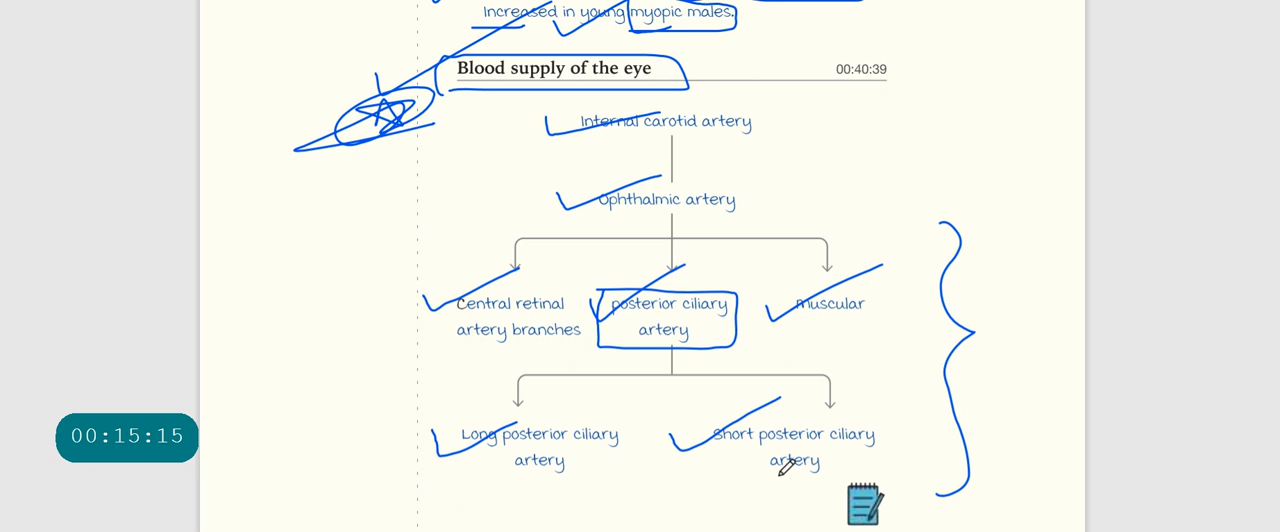 Increased in young myopic males.
Blood supply of the eye 00:40:39
Internal carotid artery
Ophthalmic artery
Central retinal
artery branches
posterior ciliary
artery
muscular
00:15:15
Long posterior ciliary
artery
Short posterior ciliary
artery